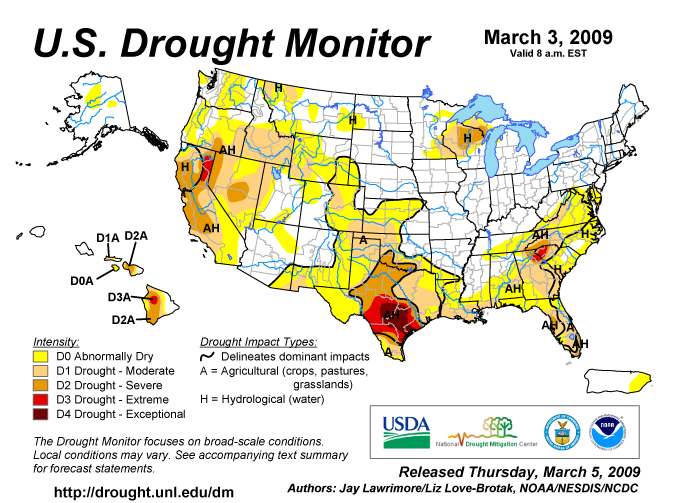 U.S. Drought Monitor
March 3, 2009
Valid 8 a.m. EST
H
H
H
AH
H
AH
A
AH
H
H
AH
AH
A
AH
A
AH
D1A
D2A
D0A
D3A
D2A
Intensity:
D0 Abnormally Dry
D1 Drought - Moderate
D2 Drought - Severe
D3 Drought - Extreme
D4 Drought - Exceptional
Drought Impact Types:
Delineates dominant impacts
A = Agricultural (crops, pastures,
grasslands)
H = Hydrological (water)
USDA
National Drought Mitigation Center
NOAA
The Drought Monitor focuses on broad-scale conditions.
Local conditions may vary. See accompanying text summary
for forecast statements.
http://drought.unl.edu/dm
Released Thursday, March 5, 2009
Authors: Jay Lawrimore/Liz Love-Brotak, NOAA/NESDIS/NCDC